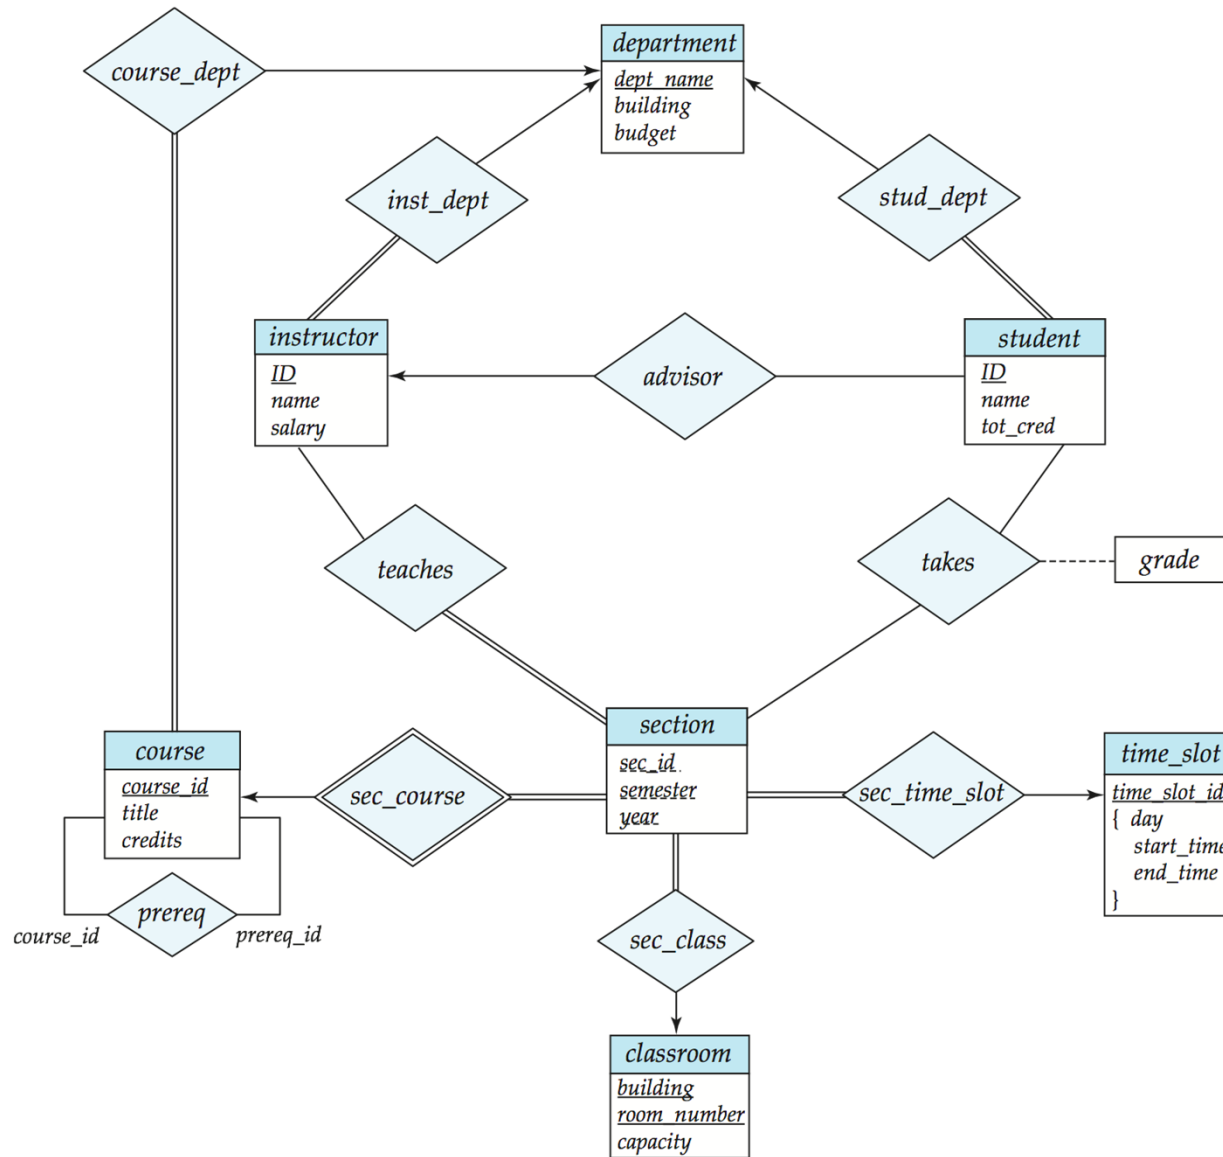 course_dept
department
dept_name
building
budget
inst_dept
stud_dept
instructor
ID
name
salary
advisor
student
ID
name
tot_cred
teaches
takes
grade
course
course_id
title
credits
sec_course
section
sec_id
semester
year
sec_time_slot
time_slot
time_slot_id
{ day
start_time
end_time
}
prereq
course_id
prereq_id
sec_class
classroom
building
room_number
capacity